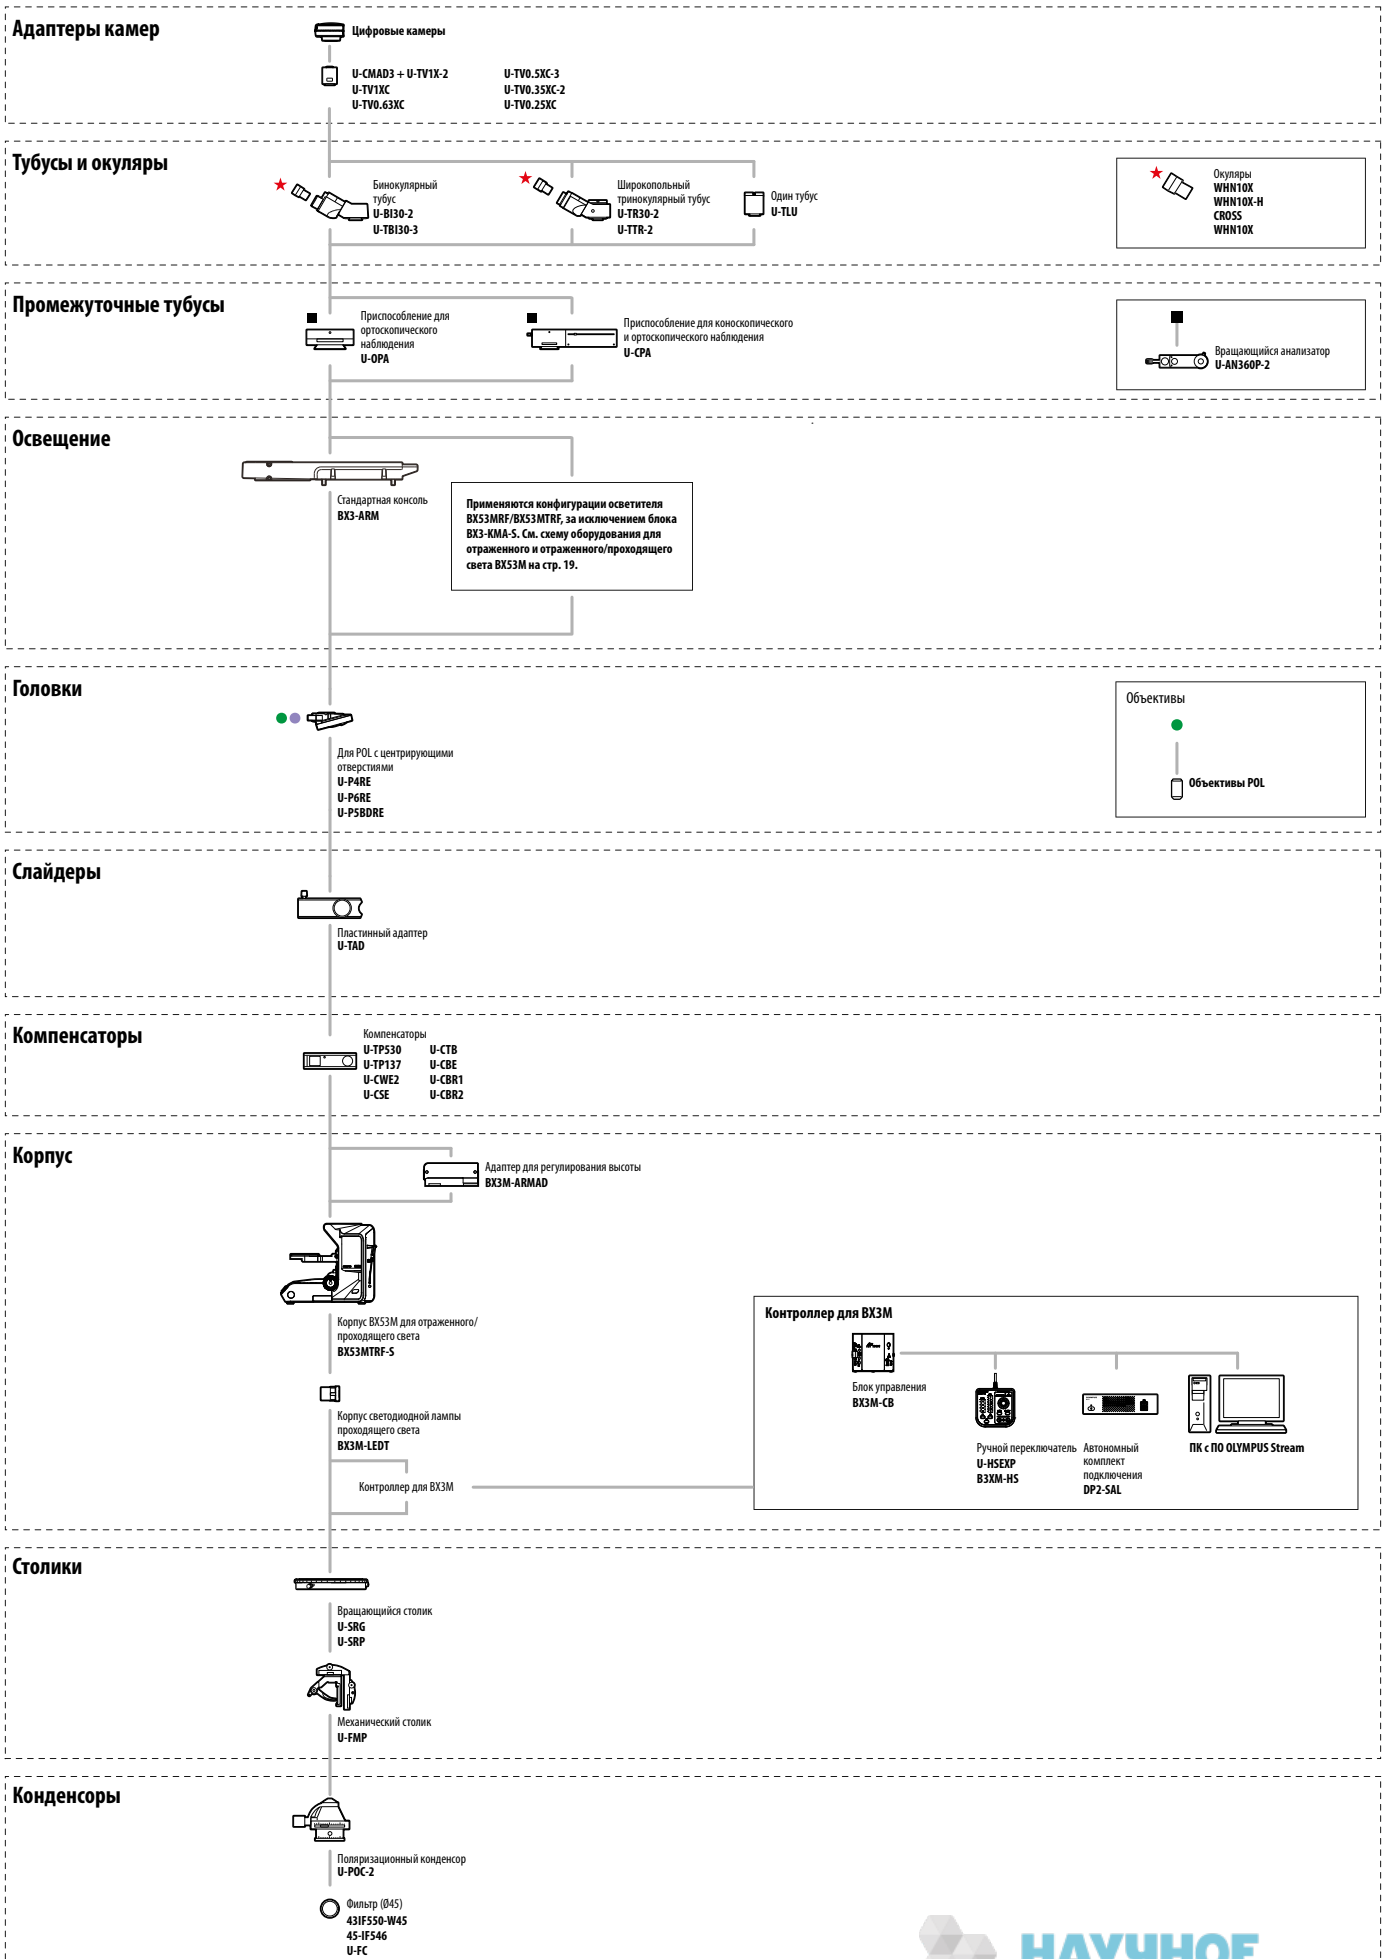 Адаптеры камер
Цифровые камеры
U-CMAD3 + U-TV1X-2
U-TV1XC
U-TV0.63XC
U-TV0.5XC-3
U-TV0.35XC-2
U-TV0.25XC
Тубусы и окуляры
Бинокулярный
тубус
U-BI30-2
U-TBI30-3
Широкопольный
тринокулярный тубус
U-TR30-2
U-TTR-2
Один тубус
U-TLU
Окуляры
WHN10X
WHN10X-H
CROSS
WHN10X
Промежуточные тубусы
Приспособление для
ортоскопического
наблюдения
U-OPA
Приспособление для коноскопического
и ортоскопического наблюдения
U-CPA
Вращающийся анализатор
U-AN360P-2
Освещение
Стандартная консоль
BX3-ARM
Применяются конфигурации осветителя
BX53MRF/BX53MTRF, за исключением блока
BX3-KMA-S. См. схему оборудования для
отраженного и отраженного/проходящего
света BX53M на стр. 19.
Головки
Для POL с центрирующими
отверстиями
U-P4RE
U-P6RE
U-P5BDRE
Объективы
Объективы POL
Слайдеры
Пластинный адаптер
U-TAD
Компенсаторы
Компенсаторы
U-TP530
U-TP137
U-CWE2
U-CSE
U-CTB
U-CBE
U-CBR1
U-CBR2
Корпус
Адаптер для регулирования высоты
BX3M-ARMAD
Корпус BX53M для отраженного/
проходящего света
BX53MTRF-S
Корпус светодиодной лампы
проходящего света
BX3M-LEDT
Контроллер для BX3M
Контроллер для BX3M
Блок управления
BX3M-CB
Ручной переключатель
U-HSEXP
B3XM-HS
Автономный
комплект
подключения
DP2-SAL
ПК с ПО OLYMPUS Stream
Столики
Вращающийся столик
U-SRG
U-SRP
Механический столик
U-FMP
Конденсоры
Поляризационный конденсор
U-POC-2
Фильтр (Ø45)
43IF550-W45
45-IF546
U-FC
НАУЧНОЕ